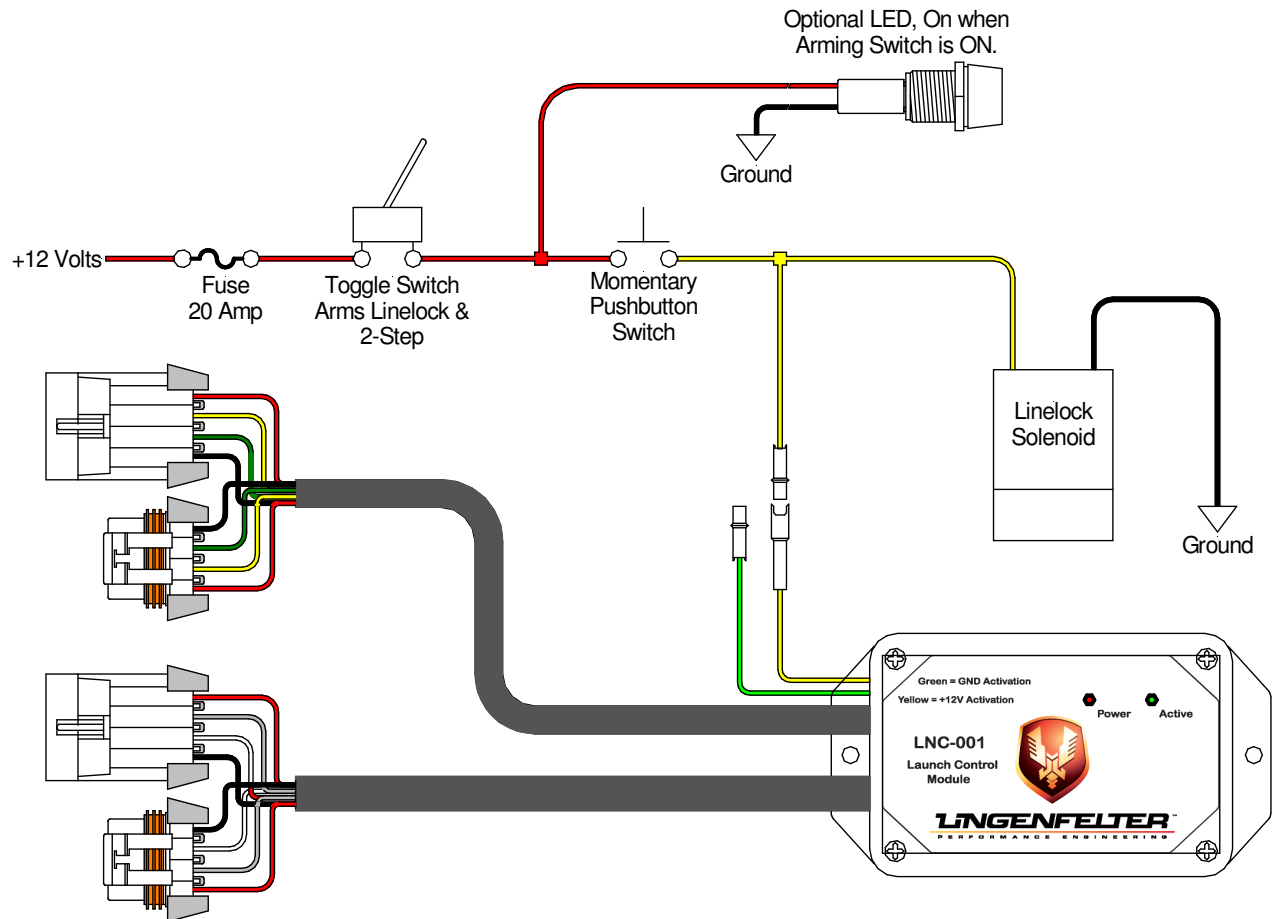 Optional LED, On when
Arming Switch is ON.
Ground
+12 Volts
Fuse
20 Amp
Toggle Switch
Arms Linelock &
2-Step
Momentary
Pushbutton
Switch
Linelock
Solenoid
Ground
Green = GND Activation
Yellow = +12V Activation
Power
Active
LNC-001
Launch Control
Module
LINGENFELTER™
PERFORMANCE ENGINEERING